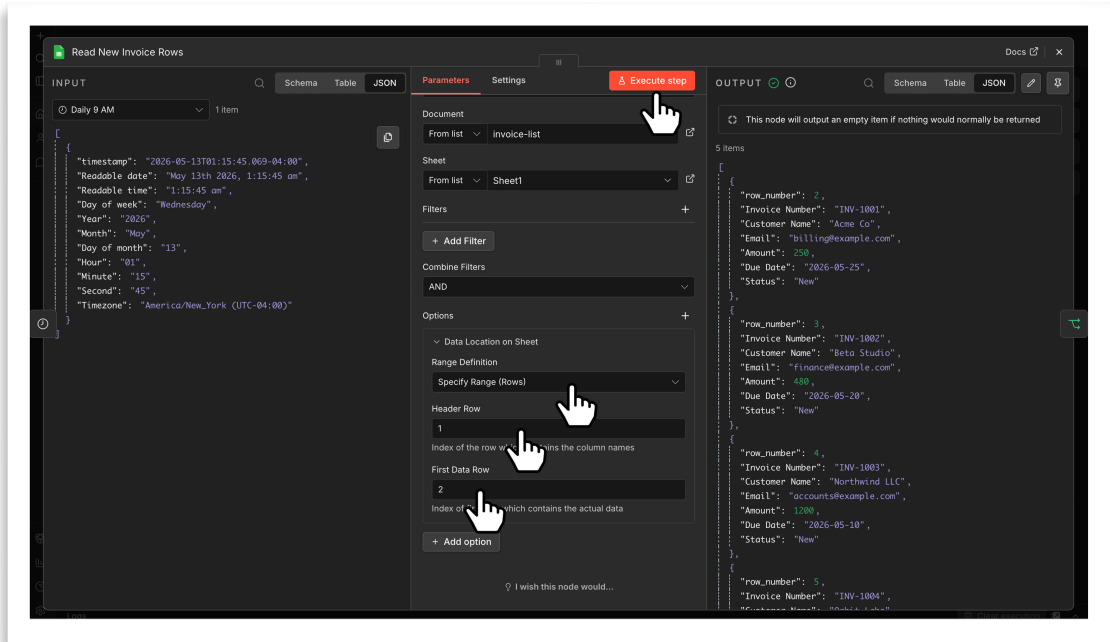 Read New Invoice Rows
Docs
INPUT
Schema Table JSON
Daily 9 AM
1 item
[
{
"timestamp": "2026-05-13T01:15:45.069-04:00",
"Readable date": "May 13th 2026, 1:15:45 am",
"Readable time": "1:15:45 am",
"Day of week": "Wednesday",
"Year": "2026",
"Month": "May",
"Day of month": "13",
"Hour": "01",
"Minute": "15",
"Second": "45",
"Timezone": "America/New_York (UTC-04:00)"
}
]
Parameters Settings
Execute step
Document
From list invoice-list
Sheet
From list Sheet1
Filters +
+ Add Filter
Combine Filters
AND
Options +
Data Location on Sheet
Range Definition
Specify Range (Rows)
Header Row
1
Index of the row the column names
First Data Row
2
Index of which contains the actual data
+ Add option
I wish this node would...
OUTPUT
Schema Table JSON
This node will output an empty item if nothing would normally be returned
5 items
[
{
"row_number": 2,
"Invoice Number": "INV-1001",
"Customer Name": "Acme Co",
"Email": "billing@example.com",
"Amount": 250,
"Due Date": "2026-05-25",
"Status": "New"
},
{
"row_number": 3,
"Invoice Number": "INV-1002",
"Customer Name": "Beta Studio",
"Email": "finance@example.com",
"Amount": 480,
"Due Date": "2026-05-20",
"Status": "New"
},
{
"row_number": 4,
"Invoice Number": "INV-1003",
"Customer Name": "Northwind LLC",
"Email": "accounts@example.com",
"Amount": 1200,
"Due Date": "2026-05-10",
"Status": "New"
},
{
"row_number": 5,
"Invoice Number": "INV-1004",
Logs
Clear execution